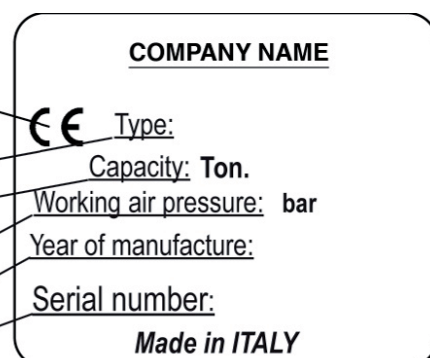 COMPANY NAME
CE Type:
Capacity: Ton.
Working air pressure: bar
Year of manufacture:
Serial number:
Made in ITALY